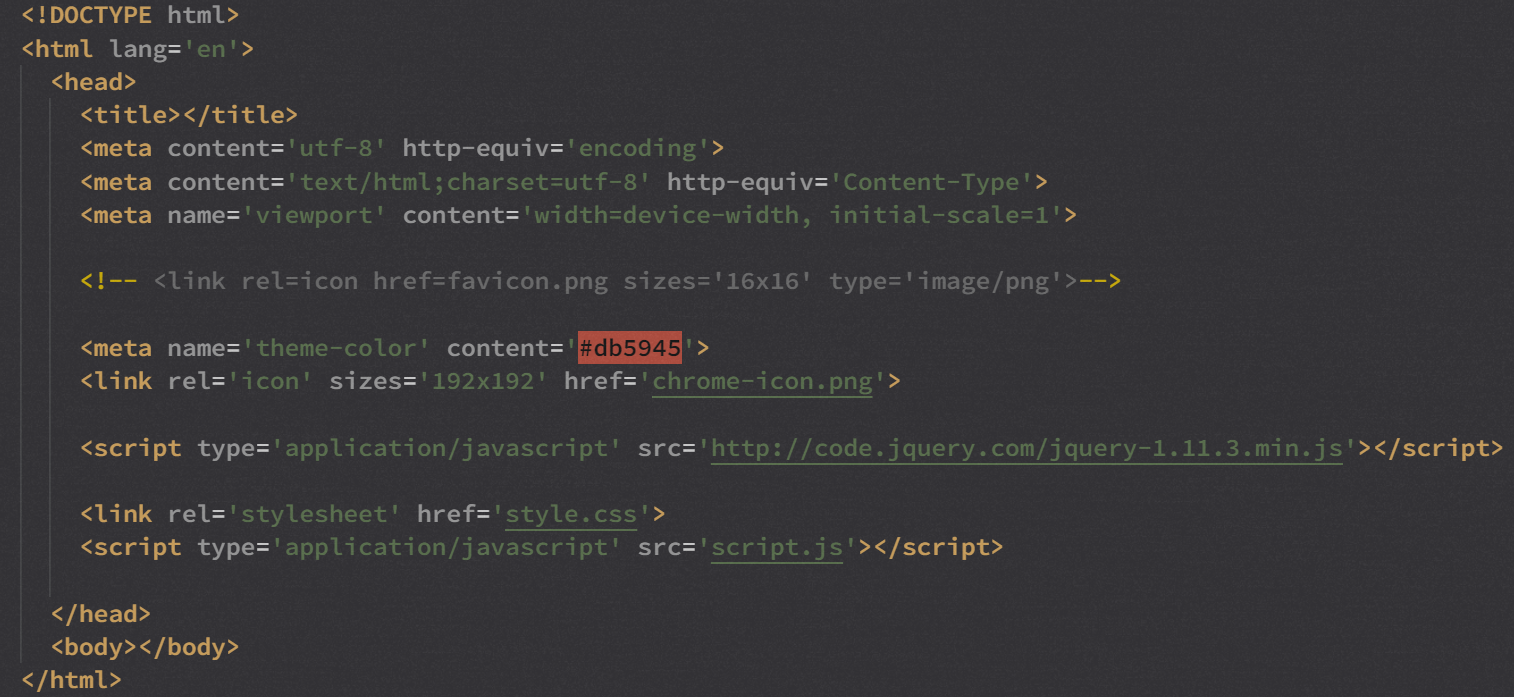 <!DOCTYPE html>
<html lang='en'>
  <head>
    <title></title>
    <meta content='utf-8' http-equiv='encoding'>
    <meta content='text/html;charset=utf-8' http-equiv='Content-Type'>
    <meta name='viewport' content='width=device-width, initial-scale=1'>

    <!-- <link rel=icon href=favicon.png sizes='16x16' type='image/png'>-->

    <meta name='theme-color' content='#db5945'>
    <link rel='icon' sizes='192x192' href='chrome-icon.png'>

    <script type='application/javascript' src='http://code.jquery.com/jquery-1.11.3.min.js'></script>

    <link rel='stylesheet' href='style.css'>
    <script type='application/javascript' src='script.js'></script>

  </head>
  <body></body>
</html>